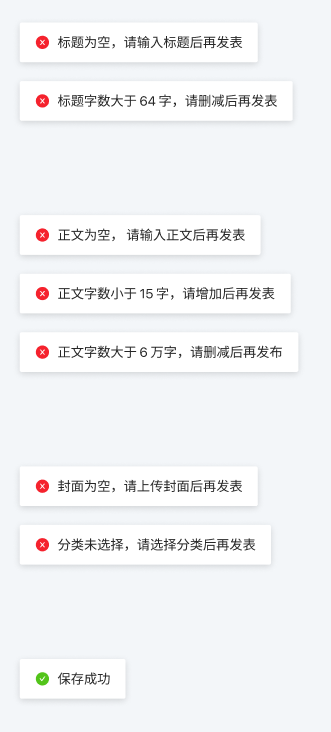 标题为空，请输入标题后再发表
标题字数大于 64 字，请删减后再发表
正文为空， 请输入正文后再发表
正文字数小于 15 字，请增加后再发表
正文字数大于 6 万字，请删减后再发布
封面为空，请上传封面后再发表
分类未选择，请选择分类后再发表
保存成功